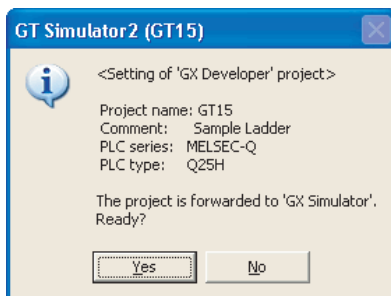 GT Simulator2 (GT15)
<Setting of 'GX Developer' project>
Project name: GT15
Comment: Sample Ladder
PLC series: MELSEC-Q
PLC type: Q25H
The project is forwarded to 'GX Simulator'.
Ready?
Yes No